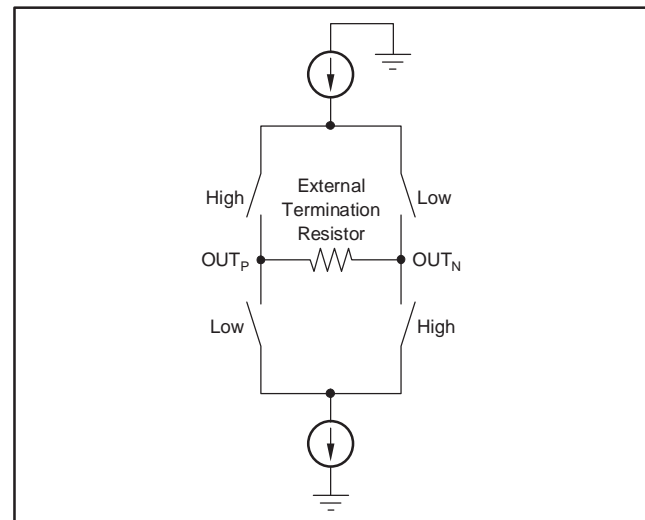 External
Termination
Resistor
High
Low
OUTP
OUTN
Low
High